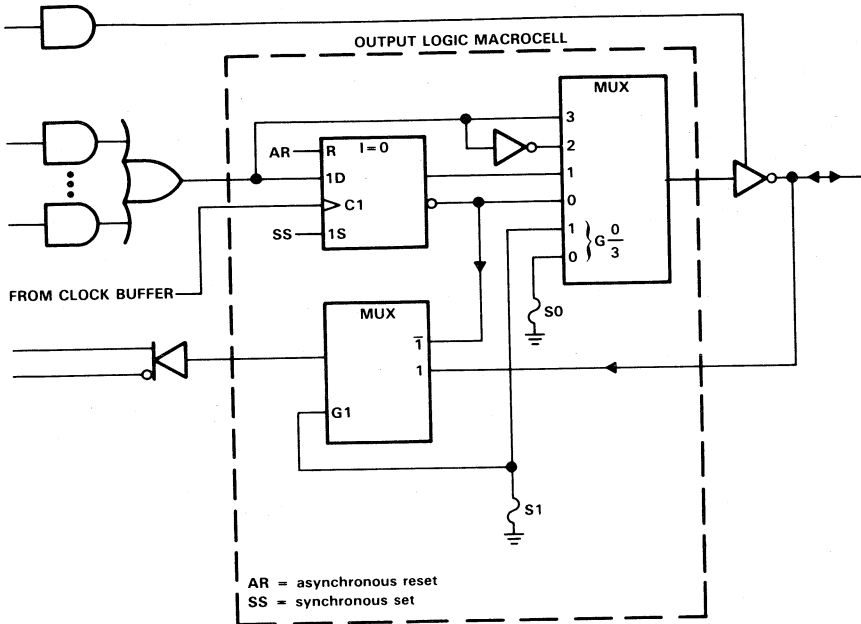 OUTPUT LOGIC MACROCELL
MUX
3
I=0
AR
R
2
1D
1
C1
0
SS
1S
1
G 0/3
0
FROM CLOCK BUFFER
S0
MUX
1̅
1
G1
S1
AR = asynchronous reset
SS = synchronous set